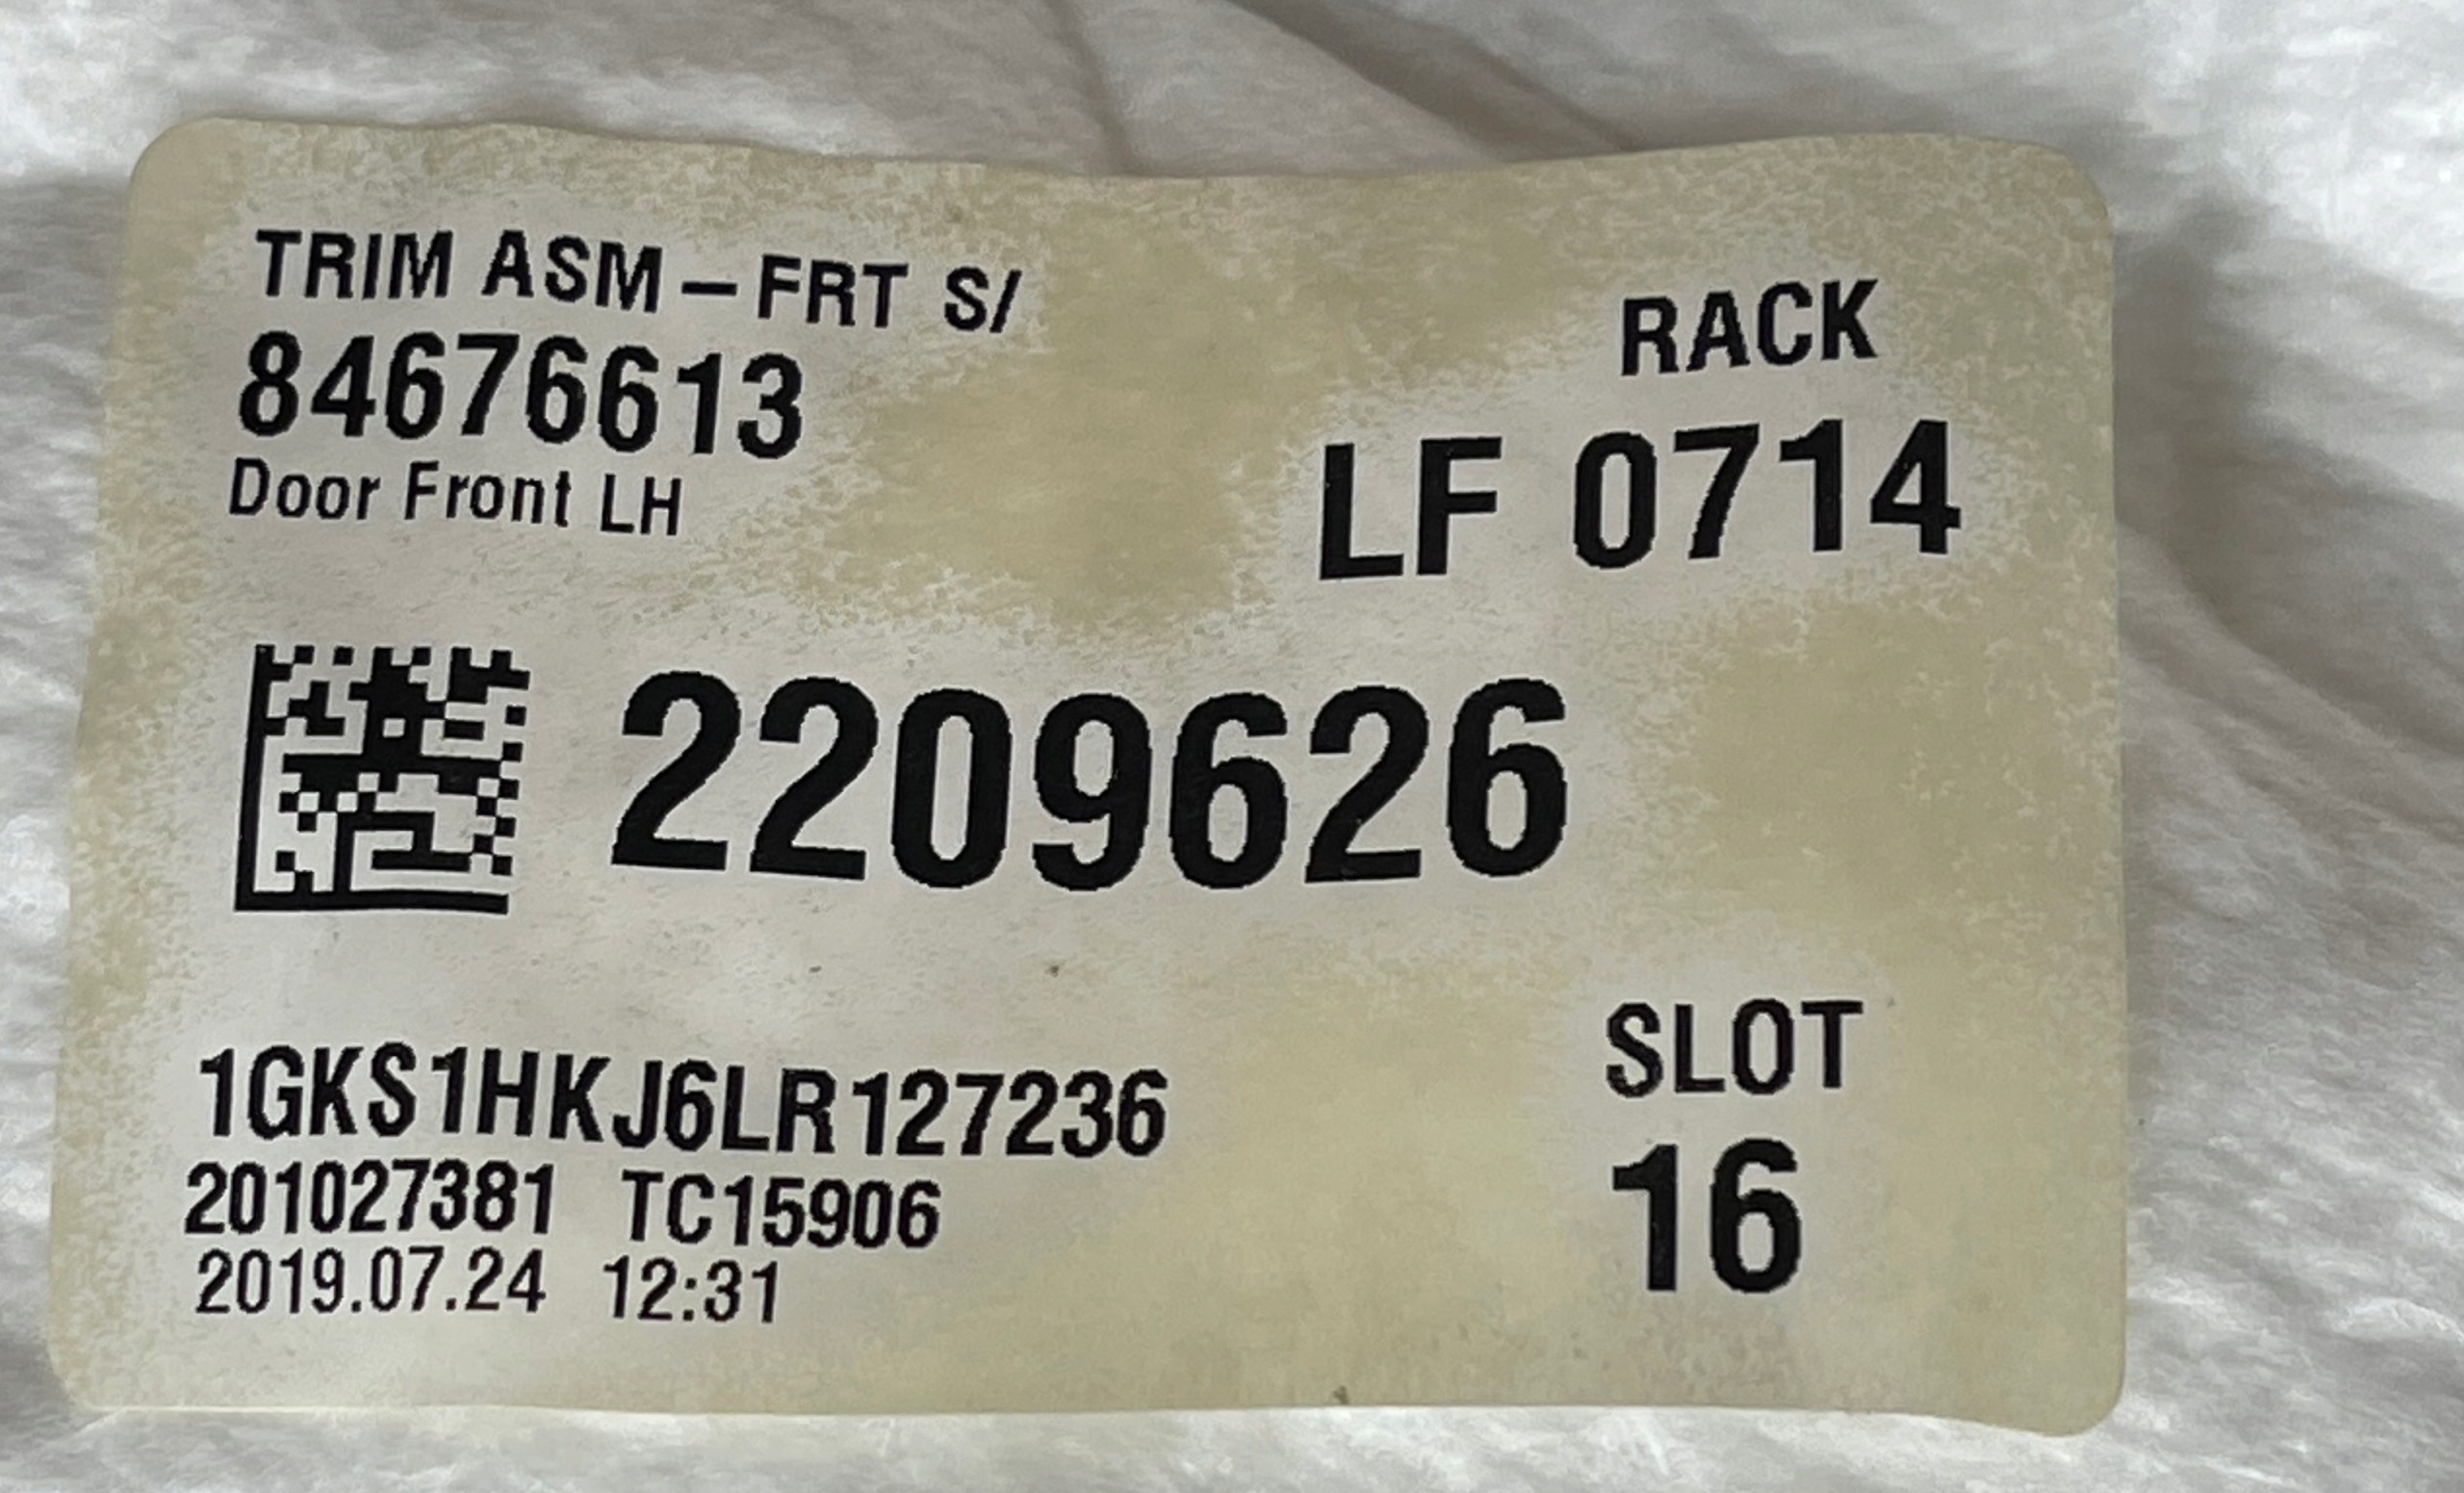 TRIM ASM – FRT S/
84676613
Door Front LH
RACK
LF 0714
2209626
1GKS1HKJ6LR127236
201027381 TC15906
2019.07.24 12:31
SLOT
16